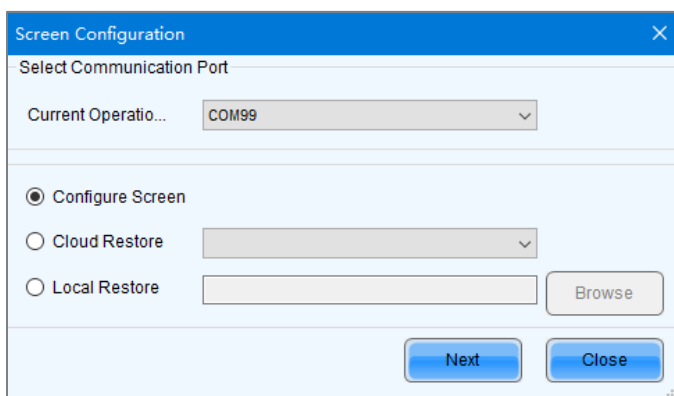 Screen Configuration
Select Communication Port
Current Operatio... COM99
Configure Screen
Cloud Restore
Local Restore Browse
Next Close